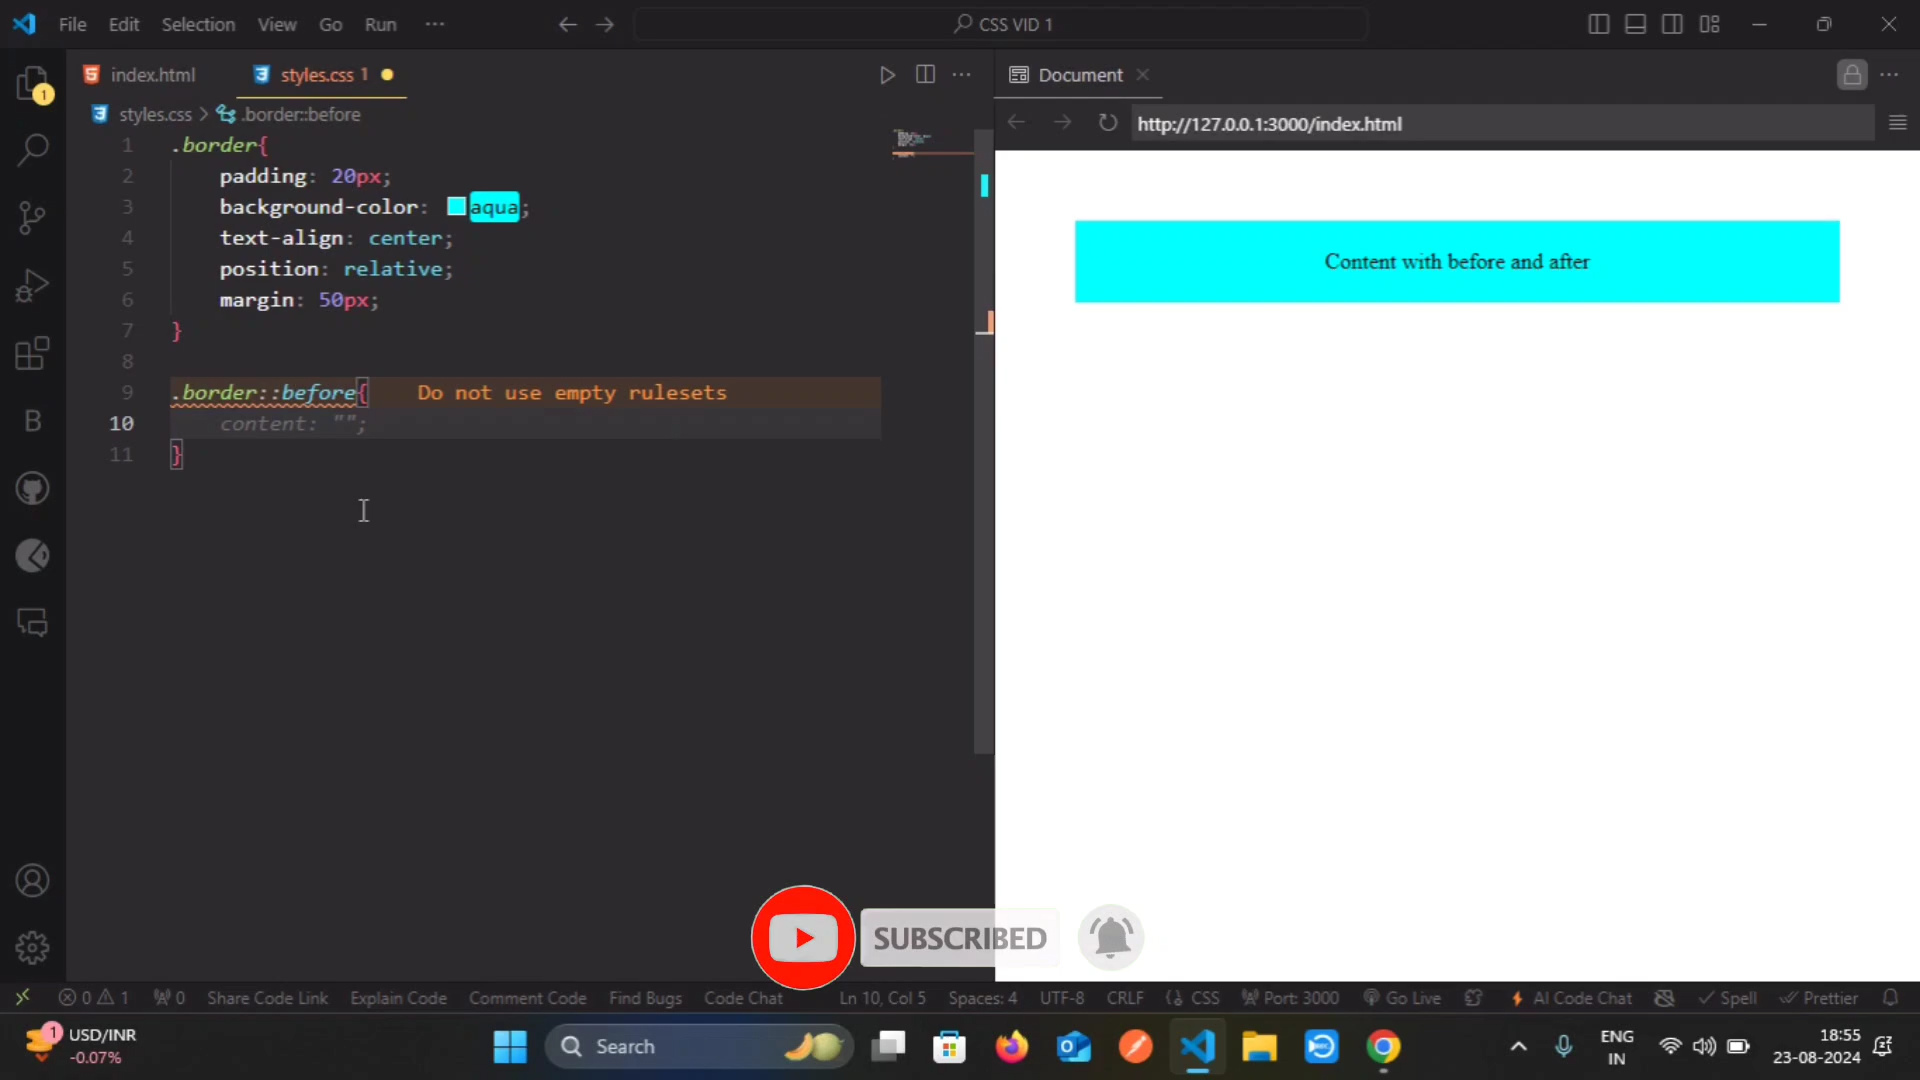 File Edit Selection View Go Run ··· CSS VID 1
index.html styles.css 1 Document
styles.css > .border::before http://127.0.0.1:3000/index.html
1 .border{
2 padding: 20px;
3 background-color: aqua;
4 text-align: center;
5 position: relative;
6 margin: 50px;
7 }
8
9 .border::before{ Do not use empty rulesets
10 content: "";
11 }
Content with before and after
1
B
SUBSCRIBED
0 1 0 Share Code Link Explain Code Comment Code Find Bugs Code Chat Ln 10, Col 5 Spaces: 4 UTF-8 CRLF {} CSS Port: 3000 Go Live AI Code Chat Spell Prettier
1 USD/INR
-0.07%
Search
ENG
IN
18:55
23-08-2024